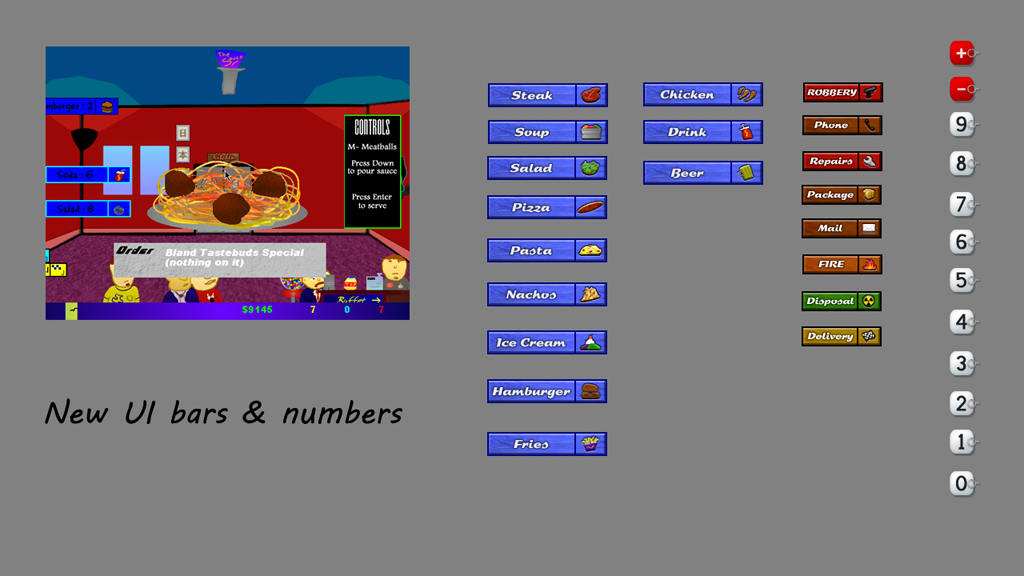 mburger: 2
Soda: 6
Salad: 8
日
本
CONTROLS
M- Meatballs
Press Down
to pour sauce
Press Enter
to serve
Order
Bland Tastebuds Special
(nothing on it)
Buffet →
$9145
7
0
7
New UI bars & numbers
Steak
Soup
Salad
Pizza
Pasta
Nachos
Ice Cream
Hamburger
Fries
Chicken
Drink
Beer
ROBBERY
Phone
Repairs
Package
Mail
FIRE
Disposal
Delivery
+
-
9
8
7
6
5
4
3
2
1
0